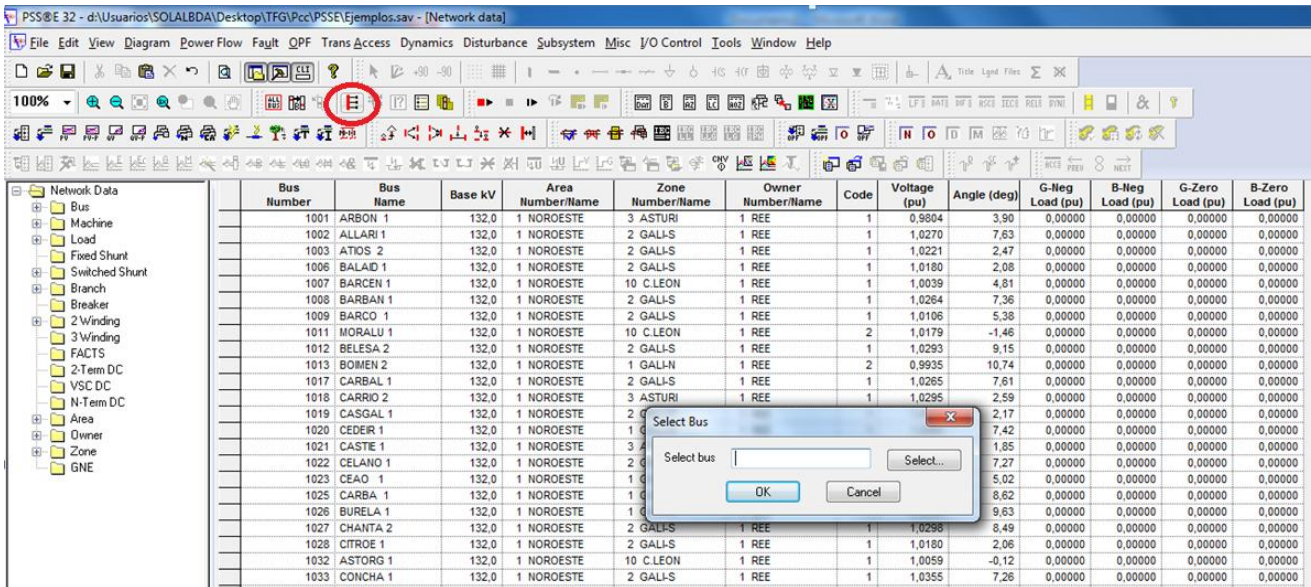 PSS®E 32 - d:\Usuarios\SOLALBDA\Desktop\TFG\Pcc\PSSE\Ejemplos.sav - [Network data]
File Edit View Diagram Power Flow Fault OPF Trans Access Dynamics Disturbance Subsystem Misc I/O Control Tools Window Help
100%
Network Data
Bus
Machine
Load
Fixed Shunt
Switched Shunt
Branch
Breaker
2 Winding
3 Winding
FACTS
2-Term DC
VSC DC
N-Term DC
Area
Owner
Zone
GNE
Bus Number Bus Name Base kV Area Number/Name Zone Number/Name Owner Number/Name Code Voltage (pu) Angle (deg) G-Neg Load (pu) B-Neg Load (pu) G-Zero Load (pu) B-Zero Load (pu)
1001 ARBON 1 132,0 1 NOROESTE 3 ASTURI 1 REE 1 0,9804 3,90 0,00000 0,00000 0,00000 0,00000
1002 ALLARI 1 132,0 1 NOROESTE 2 GALI-S 1 REE 1 1,0270 7,63 0,00000 0,00000 0,00000 0,00000
1003 ATIOS 2 132,0 1 NOROESTE 2 GALI-S 1 REE 1 1,0221 2,47 0,00000 0,00000 0,00000 0,00000
1006 BALAID 1 132,0 1 NOROESTE 2 GALI-S 1 REE 1 1,0180 2,08 0,00000 0,00000 0,00000 0,00000
1007 BARCEN 1 132,0 1 NOROESTE 10 C.LEON 1 REE 1 1,0039 4,81 0,00000 0,00000 0,00000 0,00000
1008 BARBAN 1 132,0 1 NOROESTE 2 GALI-S 1 REE 1 1,0264 7,36 0,00000 0,00000 0,00000 0,00000
1009 BARCO 1 132,0 1 NOROESTE 2 GALI-S 1 REE 1 1,0106 5,38 0,00000 0,00000 0,00000 0,00000
1011 MORALU 1 132,0 1 NOROESTE 10 C.LEON 1 REE 2 1,0179 -1,46 0,00000 0,00000 0,00000 0,00000
1012 BELESA 2 132,0 1 NOROESTE 2 GALI-S 1 REE 1 1,0293 9,15 0,00000 0,00000 0,00000 0,00000
1013 BOIMEN 2 132,0 1 NOROESTE 1 GALI-N 1 REE 2 0,9935 10,74 0,00000 0,00000 0,00000 0,00000
1017 CARBAL 1 132,0 1 NOROESTE 2 GALI-S 1 REE 1 1,0265 7,61 0,00000 0,00000 0,00000 0,00000
1018 CARRIO 2 132,0 1 NOROESTE 3 ASTURI 1 REE 1 1,0295 2,59 0,00000 0,00000 0,00000 0,00000
1019 CASGAL 1 132,0 1 NOROESTE 2 2,17 0,00000 0,00000 0,00000 0,00000
1020 CEDEIR 1 132,0 1 NOROESTE 1 7,42 0,00000 0,00000 0,00000 0,00000
1021 CASTIE 1 132,0 1 NOROESTE 3 1,85 0,00000 0,00000 0,00000 0,00000
1022 CELANO 1 132,0 1 NOROESTE 2 7,27 0,00000 0,00000 0,00000 0,00000
1023 CEAO 1 132,0 1 NOROESTE 1 5,02 0,00000 0,00000 0,00000 0,00000
1025 CARBA 1 132,0 1 NOROESTE 1 8,62 0,00000 0,00000 0,00000 0,00000
1026 BURELA 1 132,0 1 NOROESTE 1 9,63 0,00000 0,00000 0,00000 0,00000
1027 CHANTA 2 132,0 1 NOROESTE 2 GALI-S 1 REE 1 1,0298 8,49 0,00000 0,00000 0,00000 0,00000
1028 CITROE 1 132,0 1 NOROESTE 2 GALI-S 1 REE 1 1,0180 2,06 0,00000 0,00000 0,00000 0,00000
1032 ASTORG 1 132,0 1 NOROESTE 10 C.LEON 1 REE 1 1,0059 -0,12 0,00000 0,00000 0,00000 0,00000
1033 CONCHA 1 132,0 1 NOROESTE 2 GALI-S 1 REE 1 1,0355 7,26 0,00000 0,00000 0,00000 0,00000
Select Bus
Select bus
Select...
OK
Cancel